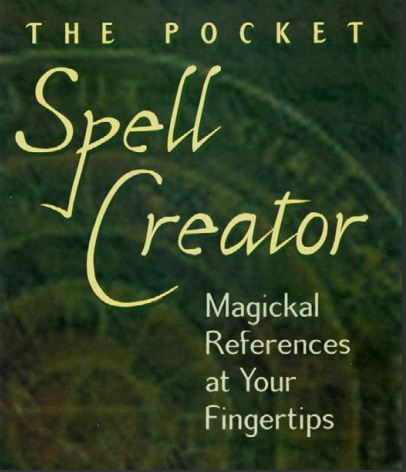 THE POCKET
Spell
Creator
Magickal
References
at Your
Fingertips